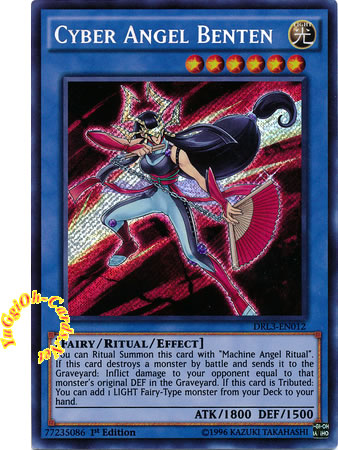 CYBER ANGEL BENTEN
LIGHT
光
DRL3-EN012
[FAIRY/RITUAL/EFFECT]
You can Ritual Summon this card with "Machine Angel Ritual".
If this card destroys a monster by battle and sends it to the
Graveyard: Inflict damage to your opponent equal to that
monster's original DEF in the Graveyard. If this card is Tributed:
You can add 1 LIGHT Fairy-Type monster from your Deck to your
hand.
ATK/1800 DEF/1500
77235086 1st Edition ©1996 KAZUKI TAKAHASHI